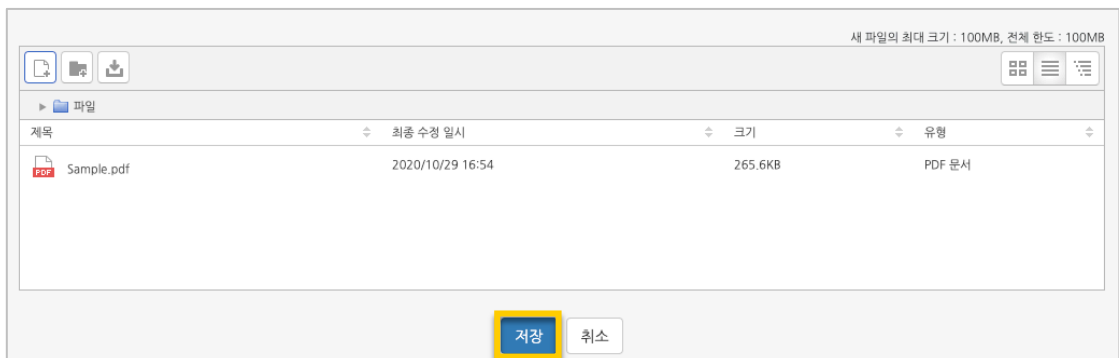 새 파일의 최대 크기 : 100MB, 전체 한도 : 100MB
파일
제목 최종 수정 일시 크기 유형
PDF Sample.pdf 2020/10/29 16:54 265.6KB PDF 문서
저장 취소